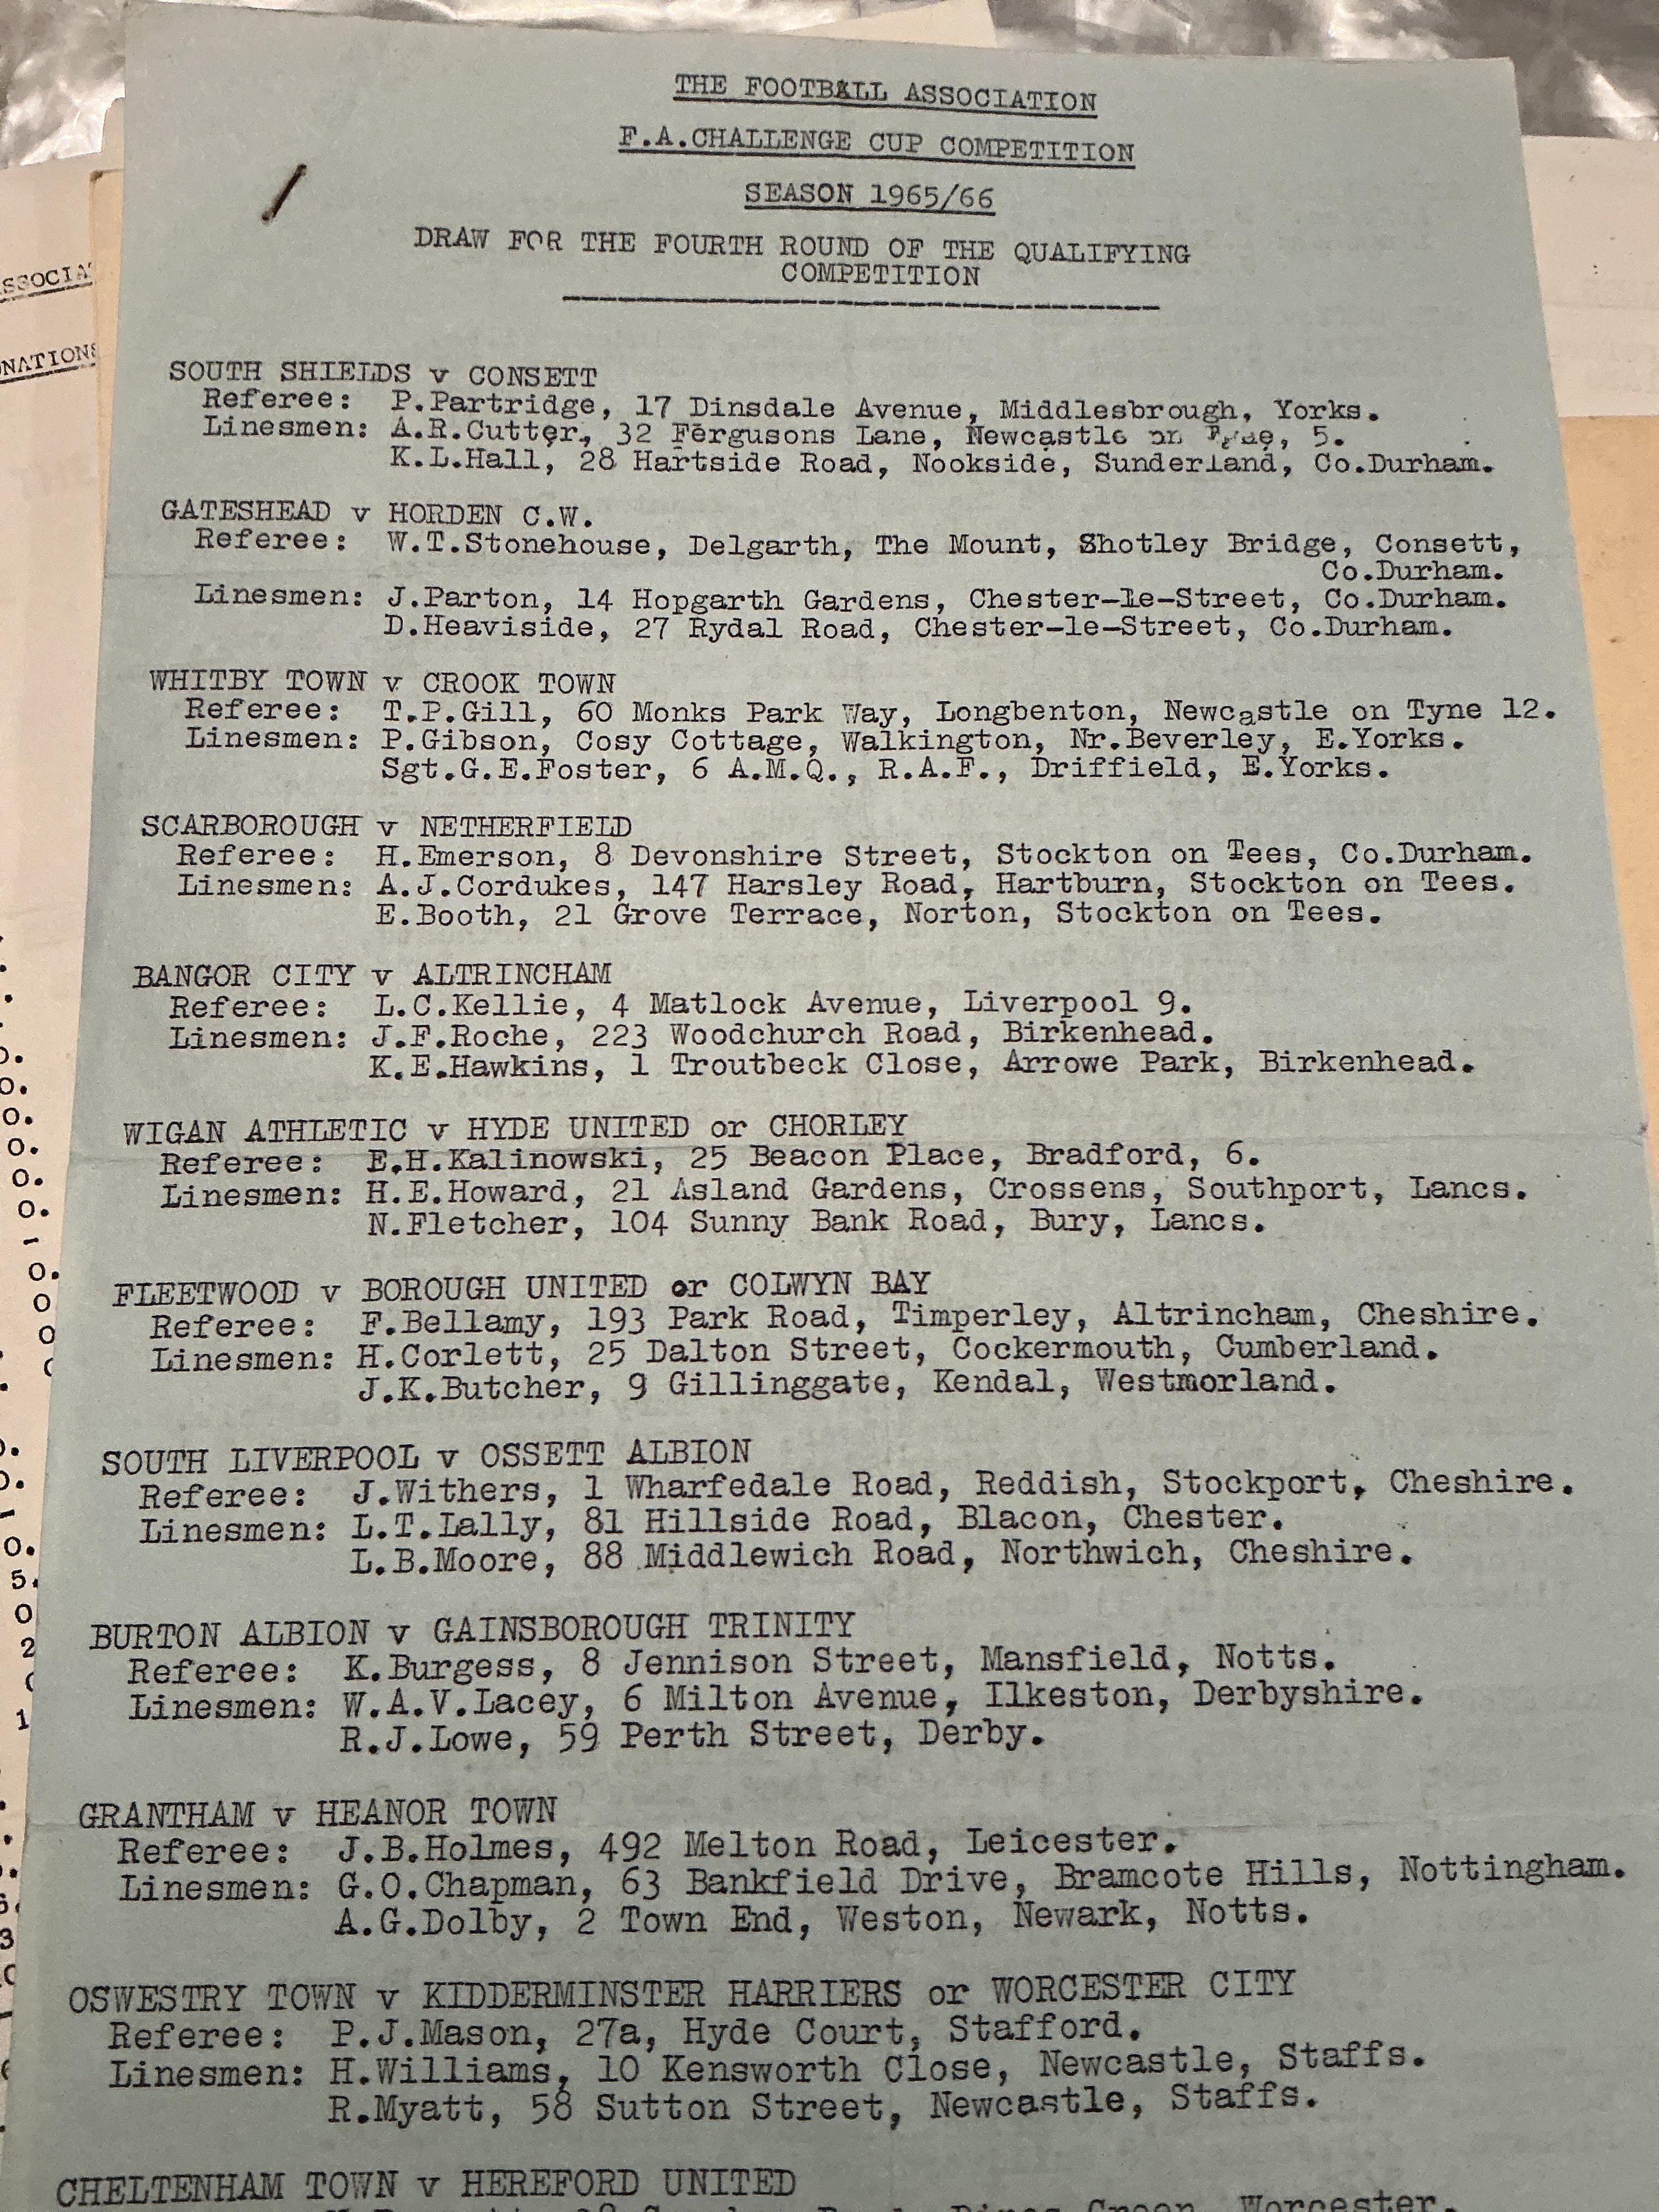 THE FOOTBALL ASSOCIATION
F.A.CHALLENGE CUP COMPETITION
SEASON 1965/66
DRAW FOR THE FOURTH ROUND OF THE QUALIFYING
COMPETITION
SOUTH SHIELDS v CONSETT
Referee: P.Partridge, 17 Dinsdale Avenue, Middlesbrough, Yorks.
Linesmen: A.R.Cutter, 32 Fergusons Lane, Newcastle on Tyne, 5.
K.L.Hall, 28 Hartside Road, Nookside, Sunderland, Co.Durham.
GATESHEAD v HORDEN C.W.
Referee: W.T.Stonehouse, Delgarth, The Mount, Shotley Bridge, Consett,
Co.Durham.
Linesmen: J.Parton, 14 Hopgarth Gardens, Chester-le-Street, Co.Durham.
D.Heaviside, 27 Rydal Road, Chester-le-Street, Co.Durham.
WHITBY TOWN v CROOK TOWN
Referee: T.P.Gill, 60 Monks Park Way, Longbenton, Newcastle on Tyne 12.
Linesmen: P.Gibson, Cosy Cottage, Walkington, Nr.Beverley, E.Yorks.
Sgt.G.E.Foster, 6 A.M.Q., R.A.F., Driffield, E.Yorks.
SCARBOROUGH v NETHERFIELD
Referee: H.Emerson, 8 Devonshire Street, Stockton on Tees, Co.Durham.
Linesmen: A.J.Cordukes, 147 Harsley Road, Hartburn, Stockton on Tees.
E.Booth, 21 Grove Terrace, Norton, Stockton on Tees.
BANGOR CITY v ALTRINCHAM
Referee: L.C.Kellie, 4 Matlock Avenue, Liverpool 9.
Linesmen: J.F.Roche, 223 Woodchurch Road, Birkenhead.
K.E.Hawkins, 1 Troutbeck Close, Arrowe Park, Birkenhead.
WIGAN ATHLETIC v HYDE UNITED or CHORLEY
Referee: E.H.Kalinowski, 25 Beacon Place, Bradford, 6.
Linesmen: H.E.Howard, 21 Asland Gardens, Crossens, Southport, Lancs.
N.Fletcher, 104 Sunny Bank Road, Bury, Lancs.
FLEETWOOD v BOROUGH UNITED or COLWYN BAY
Referee: F.Bellamy, 193 Park Road, Timperley, Altrincham, Cheshire.
Linesmen: H.Corlett, 25 Dalton Street, Cockermouth, Cumberland.
J.K.Butcher, 9 Gillinggate, Kendal, Westmorland.
SOUTH LIVERPOOL v OSSETT ALBION
Referee: J.Withers, 1 Wharfedale Road, Reddish, Stockport, Cheshire.
Linesmen: L.T.Lally, 81 Hillside Road, Blacon, Chester.
L.B.Moore, 88 Middlewich Road, Northwich, Cheshire.
BURTON ALBION v GAINSBOROUGH TRINITY
Referee: K.Burgess, 8 Jennison Street, Mansfield, Notts.
Linesmen: W.A.V.Lacey, 6 Milton Avenue, Ilkeston, Derbyshire.
R.J.Lowe, 59 Perth Street, Derby.
GRANTHAM v HEANOR TOWN
Referee: J.B.Holmes, 492 Melton Road, Leicester.
Linesmen: G.O.Chapman, 63 Bankfield Drive, Bramcote Hills, Nottingham.
A.G.Dolby, 2 Town End, Weston, Newark, Notts.
OSWESTRY TOWN v KIDDERMINSTER HARRIERS or WORCESTER CITY
Referee: P.J.Mason, 27a, Hyde Court, Stafford.
Linesmen: H.Williams, 10 Kensworth Close, Newcastle, Staffs.
R.Myatt, 58 Sutton Street, Newcastle, Staffs.
CHELTENHAM TOWN v HEREFORD UNITED
Green, Worcester.